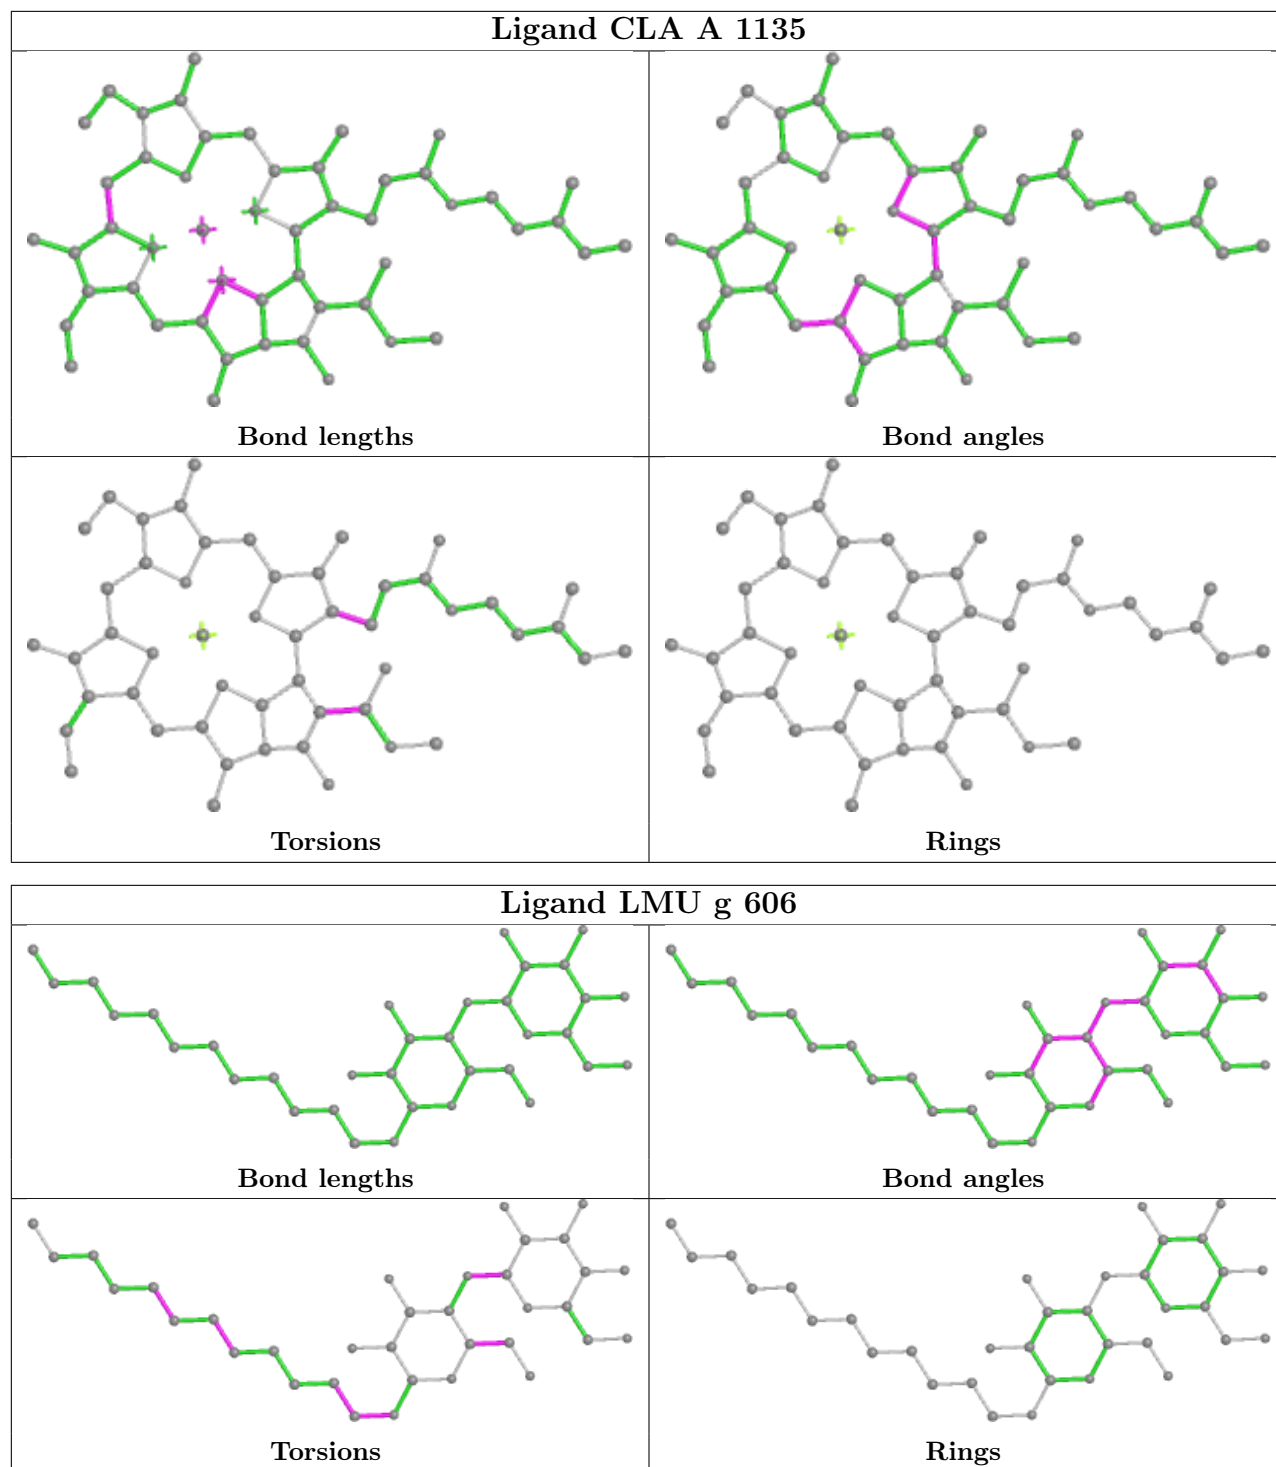 Ligand CLA A 1135
Bond lengths
Bond angles
Torsions
Rings
Ligand LMU g 606
Bond lengths
Bond angles
Torsions
Rings